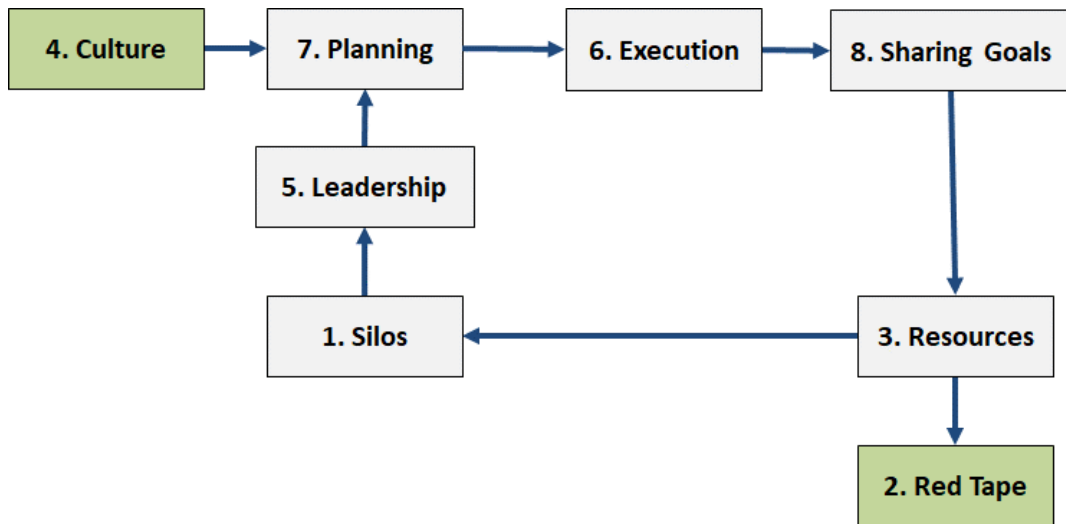 4. Culture
7. Planning
6. Execution
8. Sharing Goals
5. Leadership
1. Silos
3. Resources
2. Red Tape